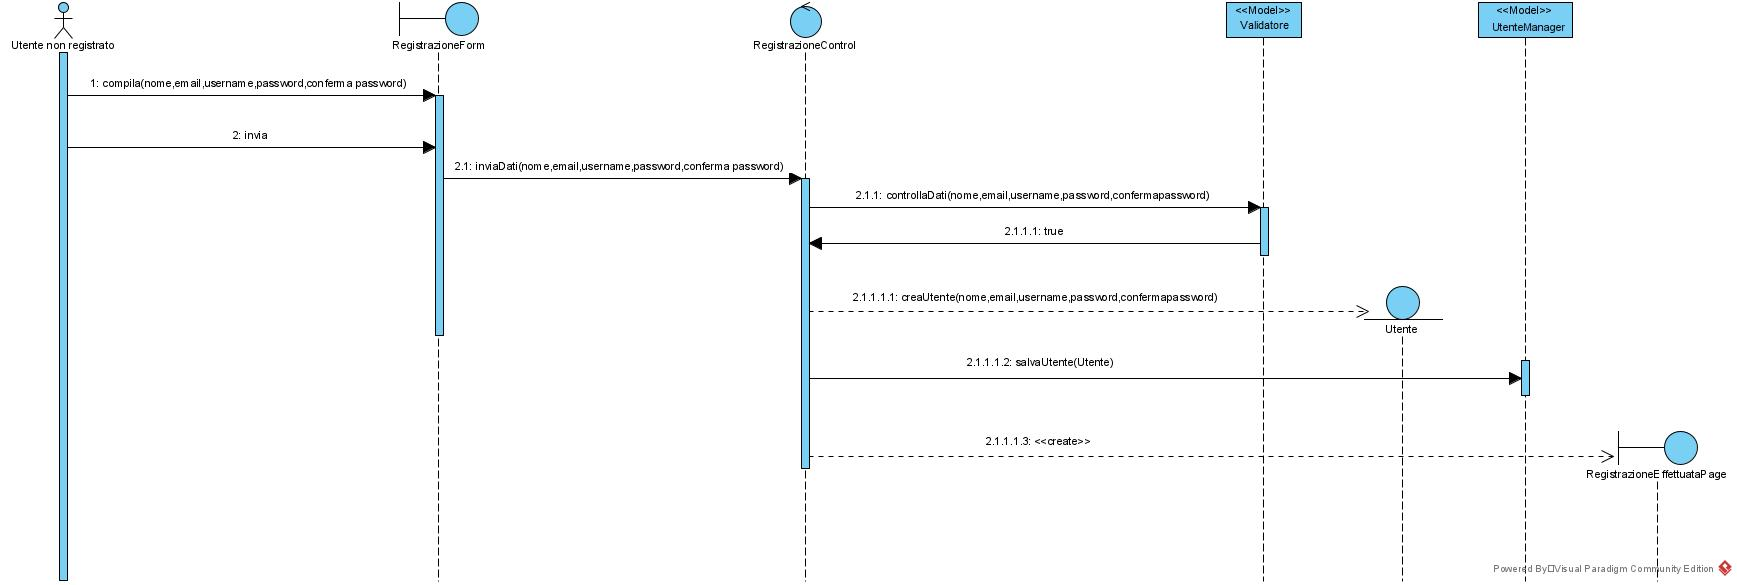 <<Model>>
Validatore
<<Model>>
UtenteManager
Utente non registrato
RegistrazioneForm
RegistrazioneControl
1: compila(nome,email,username,password,conferma password)
2: invia
2.1: inviaDati(nome,email,username,password,conferma password)
2.1.1: controllaDati(nome,email,username,password,confermapassword)
2.1.1.1: true
2.1.1.1.1: creaUtente(nome,email,username,password,confermapassword)
Utente
2.1.1.1.2: salvaUtente(Utente)
2.1.1.1.3: <<create>>
RegistrazioneEffettuataPage
Powered By□Visual Paradigm Community Edition